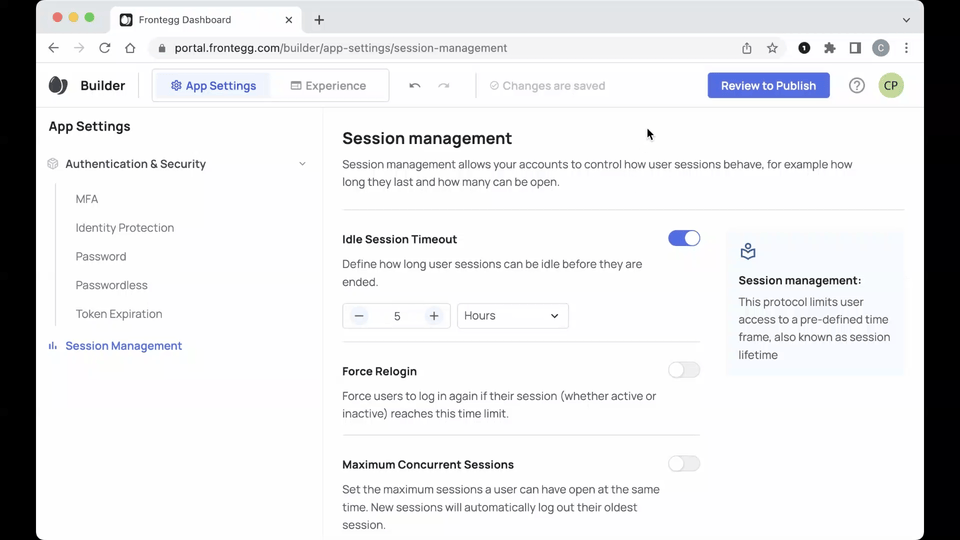 Frontegg Dashboard
portal.frontegg.com/builder/app-settings/session-management
1
C
Builder
App Settings
Experience
Changes are saved
Review to Publish
?
CP
App Settings
Authentication & Security
MFA
Identity Protection
Password
Passwordless
Token Expiration
Session Management
Session management
Session management allows your accounts to control how user sessions behave, for example how
long they last and how many can be open.
Idle Session Timeout
Define how long user sessions can be idle before they are
ended.
5
Hours
Force Relogin
Force users to log in again if their session (whether active or
inactive) reaches this time limit.
Maximum Concurrent Sessions
Set the maximum sessions a user can have open at the same
time. New sessions will automatically log out their oldest
session.
Session management:
This protocol limits user
access to a pre-defined time
frame, also known as session
lifetime